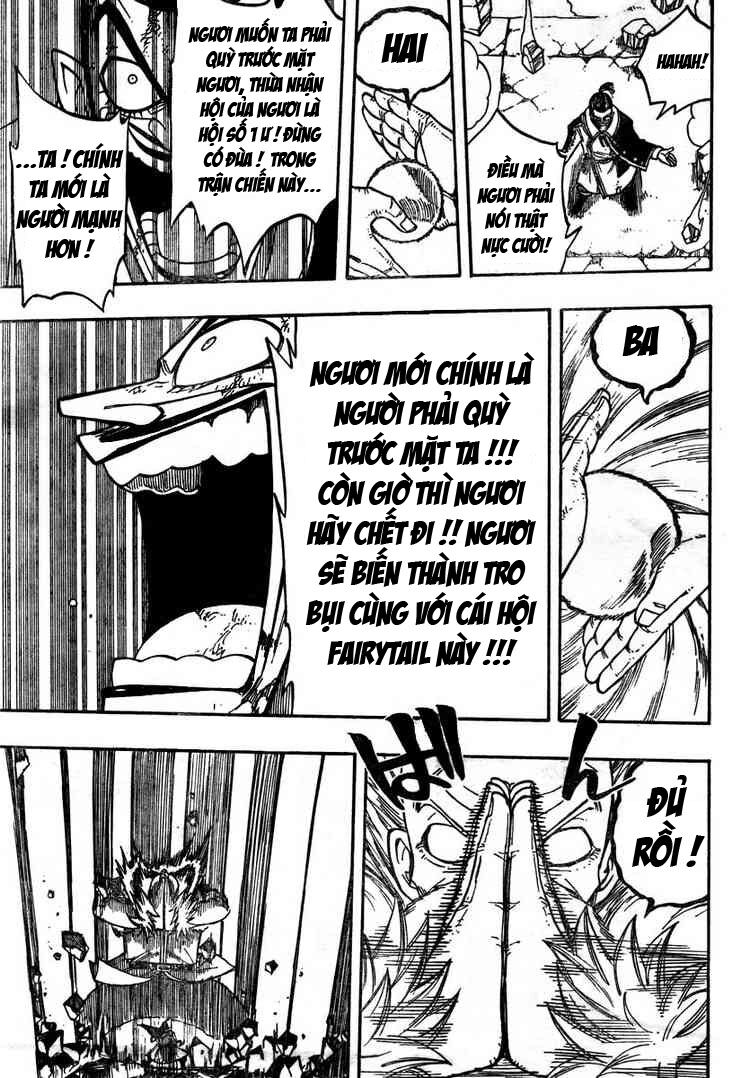 HAHAH!
ĐIỀU MÀ
NGƯƠI PHẢI
NÓI THẬT
NỰC CƯỜI!
HAI
NGƯƠI MUỐN TA PHẢI
QUỲ TRƯỚC MẶT
NGƯƠI, THỪA NHẬN
HỘI CỦA NGƯƠI LÀ
HỘI SỐ 1 Ư ! ĐỪNG
CÓ ĐÙA ! TRONG
TRẬN CHIẾN NÀY...
...TA ! CHÍNH
TA MỚI LÀ
NGƯỜI MẠNH
HƠN !
BA
NGƯƠI MỚI CHÍNH LÀ
NGƯỜI PHẢI QUỲ
TRƯỚC MẶT TA !!!
CÒN GIỜ THÌ NGƯƠI
HÃY CHẾT ĐI !! NGƯƠI
SẼ BIẾN THÀNH TRO
BỤI CÙNG VỚI CÁI HỘI
FAIRYTAIL NÀY !!!
ĐỦ
RỒI !
ばん